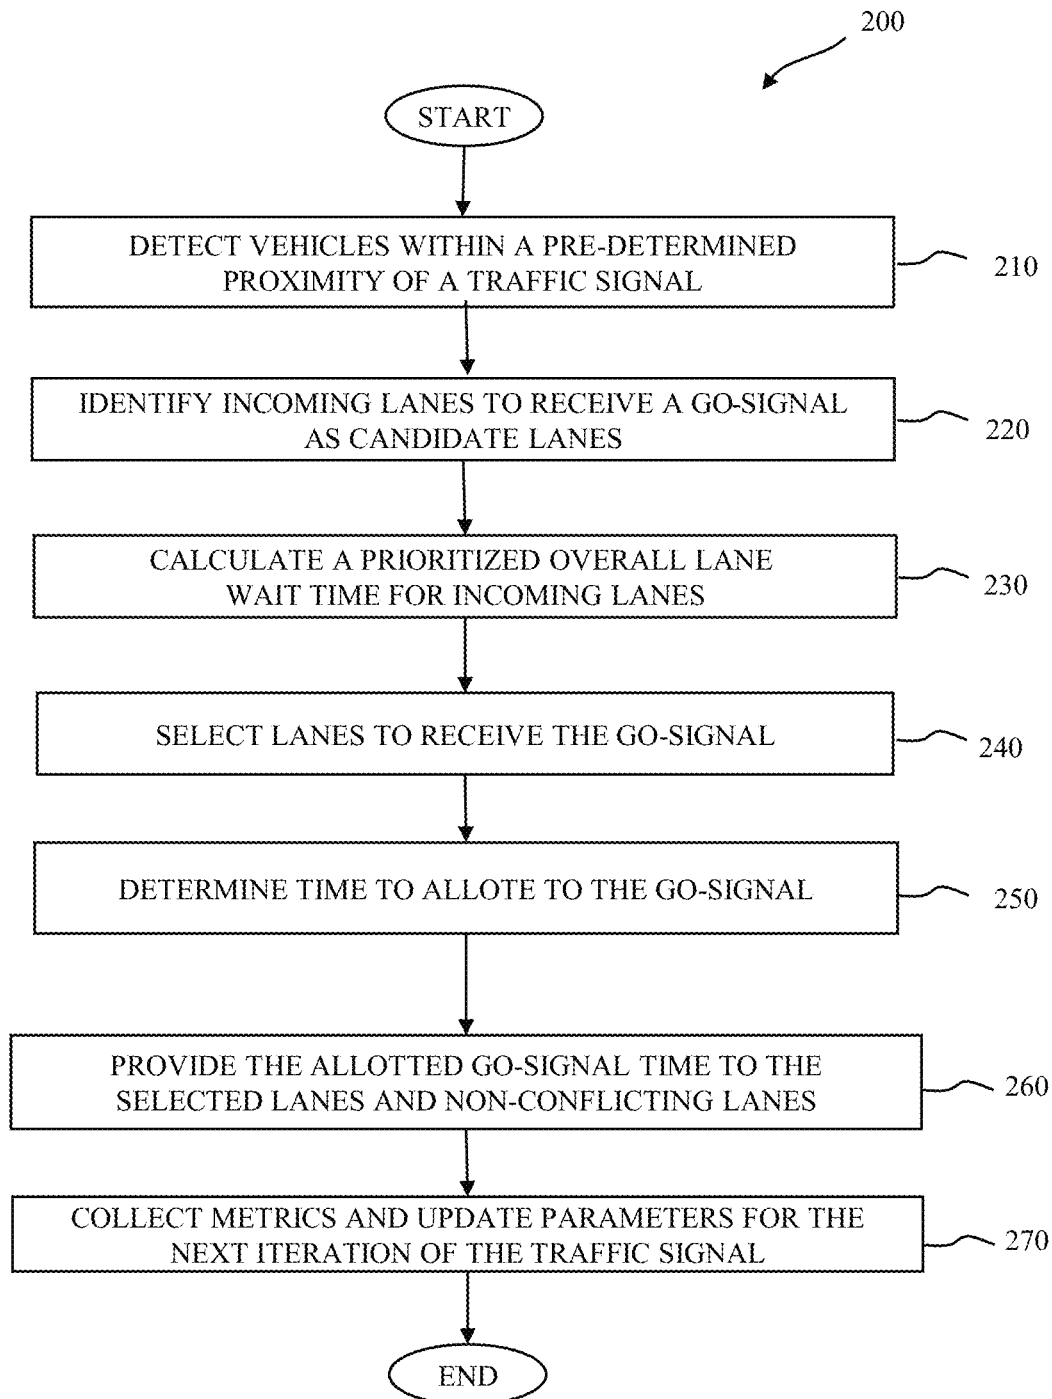 200
START
DETECT VEHICLES WITHIN A PRE-DETERMINED
PROXIMITY OF A TRAFFIC SIGNAL
210
IDENTIFY INCOMING LANES TO RECEIVE A GO-SIGNAL
AS CANDIDATE LANES
220
CALCULATE A PRIORITIZED OVERALL LANE
WAIT TIME FOR INCOMING LANES
230
SELECT LANES TO RECEIVE THE GO-SIGNAL
240
DETERMINE TIME TO ALLOTE TO THE GO-SIGNAL
250
PROVIDE THE ALLOTTED GO-SIGNAL TIME TO THE
SELECTED LANES AND NON-CONFLICTING LANES
260
COLLECT METRICS AND UPDATE PARAMETERS FOR THE
NEXT ITERATION OF THE TRAFFIC SIGNAL
270
END